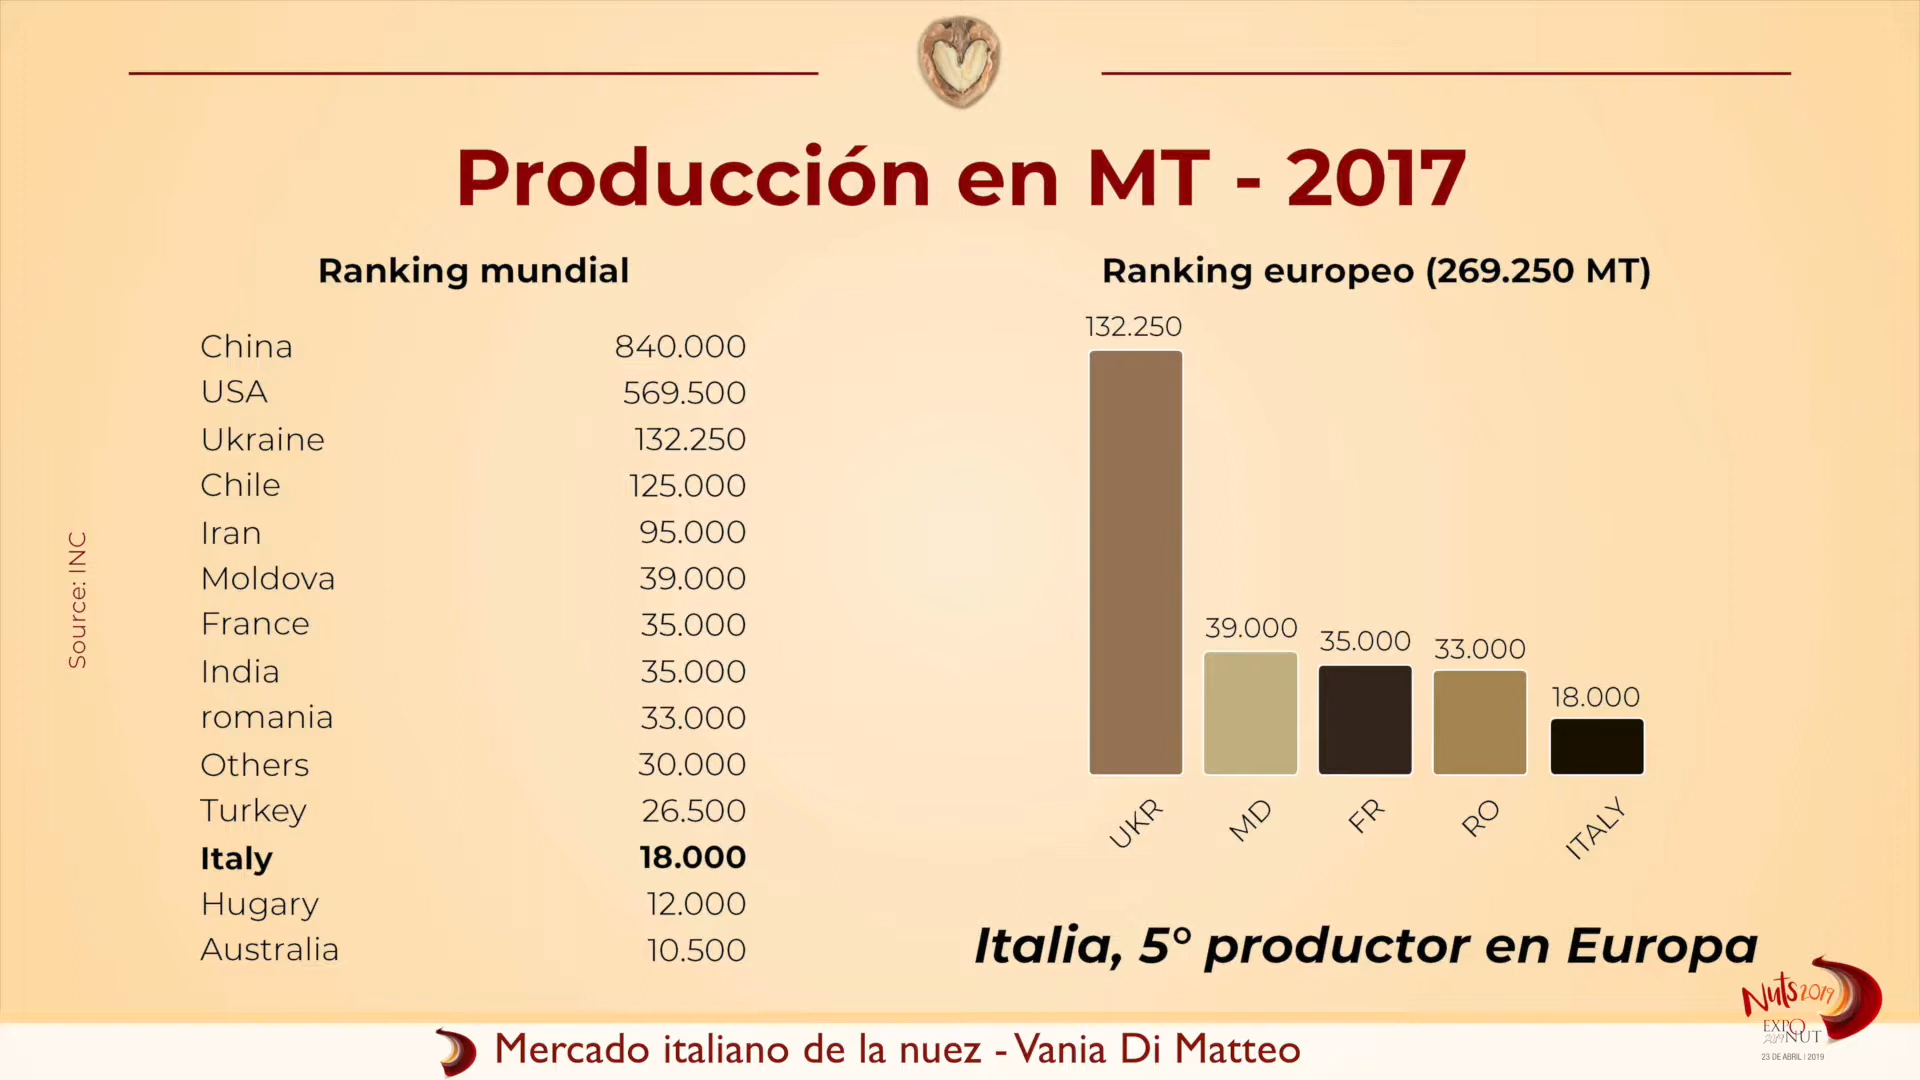 Producción en MT - 2017
Ranking mundial
China 840.000
USA 569.500
Ukraine 132.250
Chile 125.000
Iran 95.000
Moldova 39.000
France 35.000
India 35.000
romania 33.000
Others 30.000
Turkey 26.500
Italy 18.000
Hugary 12.000
Australia 10.500
Source: INC
Ranking europeo (269.250 MT)
132.250
39.000
35.000
33.000
18.000
UKR
MD
FR
RO
ITALY
Italia, 5° productor en Europa
Nuts 2019
EXPO
2019 NUT
23 DE ABRIL | 2019
Mercado italiano de la nuez - Vania Di Matteo